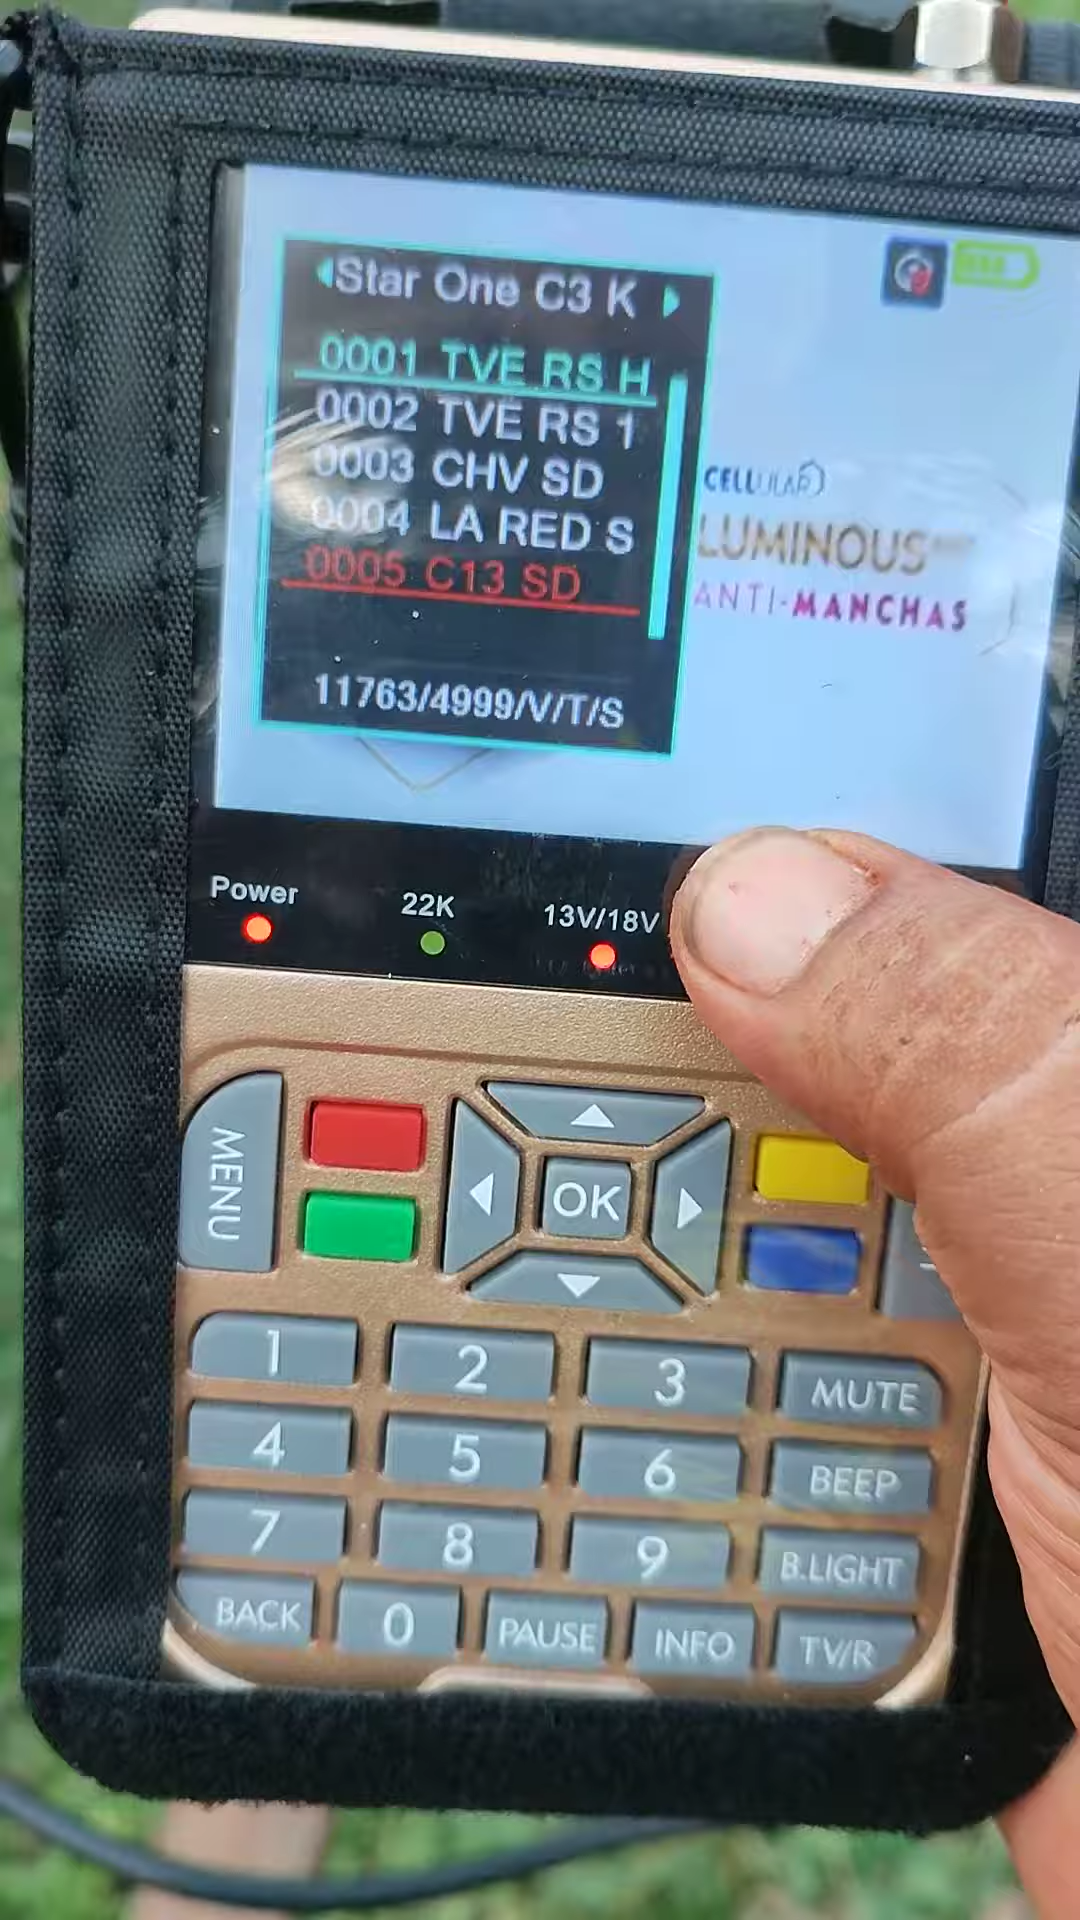 Star One C3 K
0001 TVE RS H
0002 TVE RS 1
0003 CHV SD
0004 LA RED S
0005 C13 SD
11763/4999/V/T/S
CELLULAR
LUMINOUS
ANTI-MANCHAS
Power
22K
13V/18V
MENU
OK
1
2
3
MUTE
4
5
6
BEEP
7
8
9
B.LIGHT
BACK
0
PAUSE
INFO
TV/R